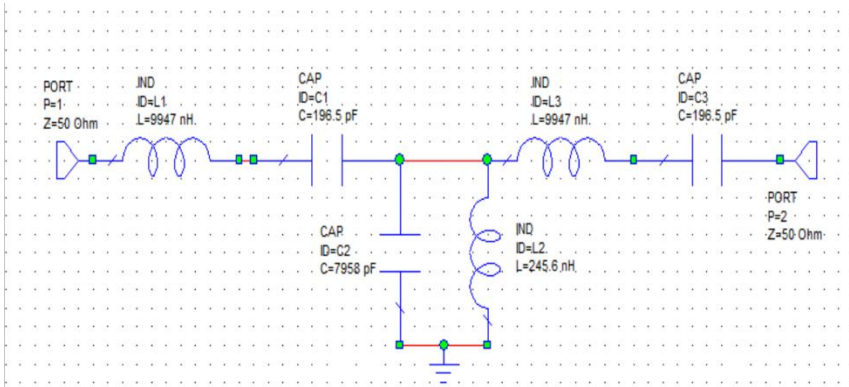 PORT
P=1
Z=50 Ohm
IND
ID=L1
L=9947 nH
CAP
ID=C1
C=196.5 pF
IND
ID=L3
L=9947 nH
CAP
ID=C3
C=196.5 pF
CAP
ID=C2
C=7958 pF
IND
ID=L2
L=245.6 nH
PORT
P=2
Z=50 Ohm